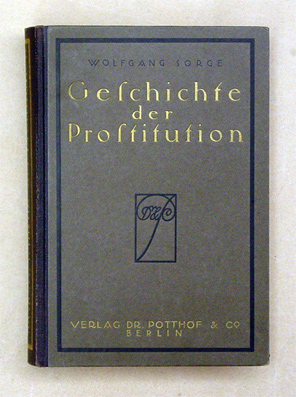 WOLFGANG SORGE
Geſchichte
der
Proſtitution
VERLAG DR. POTTHOF & CO
BERLIN